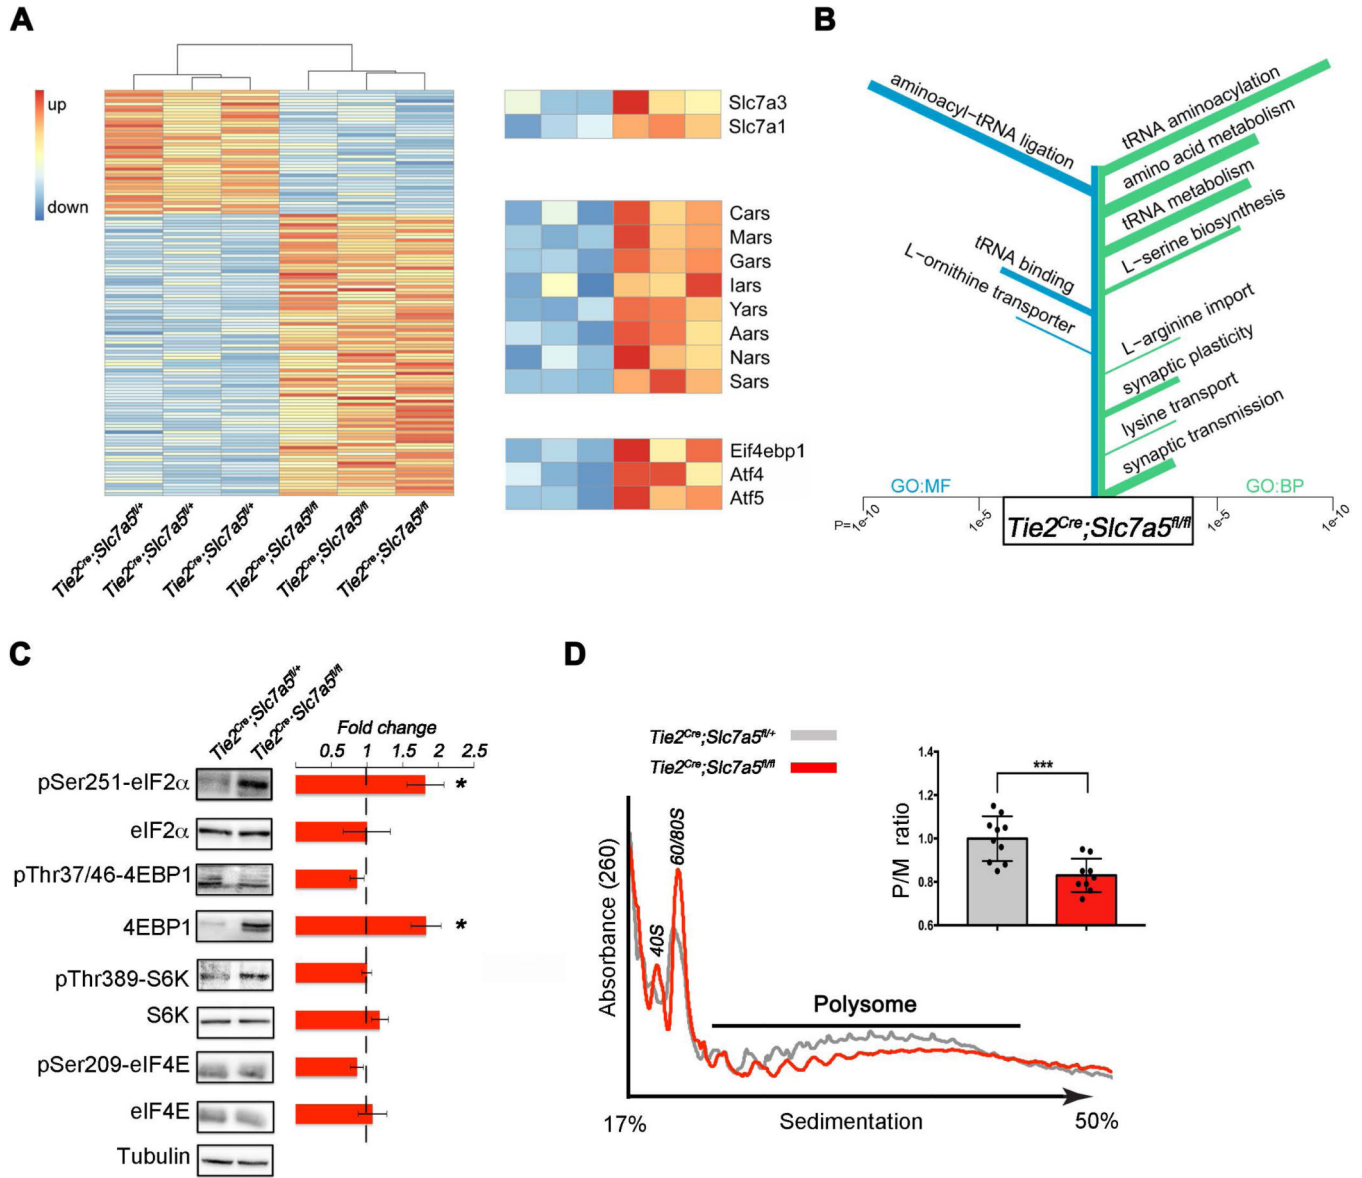 A
up
down
Tie2Cre;Slc7a5fl/+
Tie2Cre;Slc7a5fl/+
Tie2Cre;Slc7a5fl/+
Tie2Cre;Slc7a5fl/fl
Tie2Cre;Slc7a5fl/fl
Tie2Cre;Slc7a5fl/fl
Slc7a3
Slc7a1
Cars
Mars
Gars
Iars
Yars
Aars
Nars
Sars
Eif4ebp1
Atf4
Atf5
B
aminoacyl−tRNA ligation
tRNA binding
L−ornithine transporter
tRNA aminoacylation
amino acid metabolism
tRNA metabolism
L−serine biosynthesis
L−arginine import
synaptic plasticity
lysine transport
synaptic transmission
GO:MF
GO:BP
P=1e-10
1e-5
Tie2Cre;Slc7a5fl/fl
1e-5
1e-10
C
Tie2Cre;Slc7a5fl/+
Tie2Cre;Slc7a5fl/fl
Fold change
0.5 1 1.5 2 2.5
pSer251-eIF2α
*
eIF2α
pThr37/46-4EBP1
4EBP1
*
pThr389-S6K
S6K
pSer209-eIF4E
eIF4E
Tubulin
D
Tie2Cre;Slc7a5fl/+
Tie2Cre;Slc7a5fl/fl
Absorbance (260)
40S
60/80S
Polysome
17%
Sedimentation
50%
P/M ratio
1.4
1.2
1.0
0.8
0.6
***